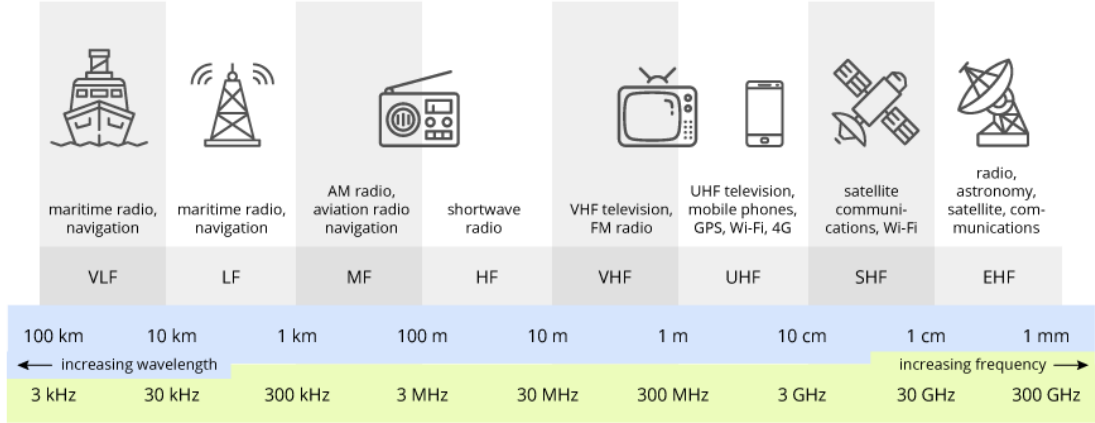 maritime radio,
navigation
maritime radio,
navigation
AM radio,
aviation radio
navigation
shortwave
radio
VHF television,
FM radio
UHF television,
mobile phones,
GPS, Wi-Fi, 4G
satellite
communi-
cations, Wi-Fi
radio,
astronomy,
satellite, com-
munications
VLF LF MF HF VHF UHF SHF EHF
100 km 10 km 1 km 100 m 10 m 1 m 10 cm 1 cm 1 mm
increasing wavelength increasing frequency
3 kHz 30 kHz 300 kHz 3 MHz 30 MHz 300 MHz 3 GHz 30 GHz 300 GHz